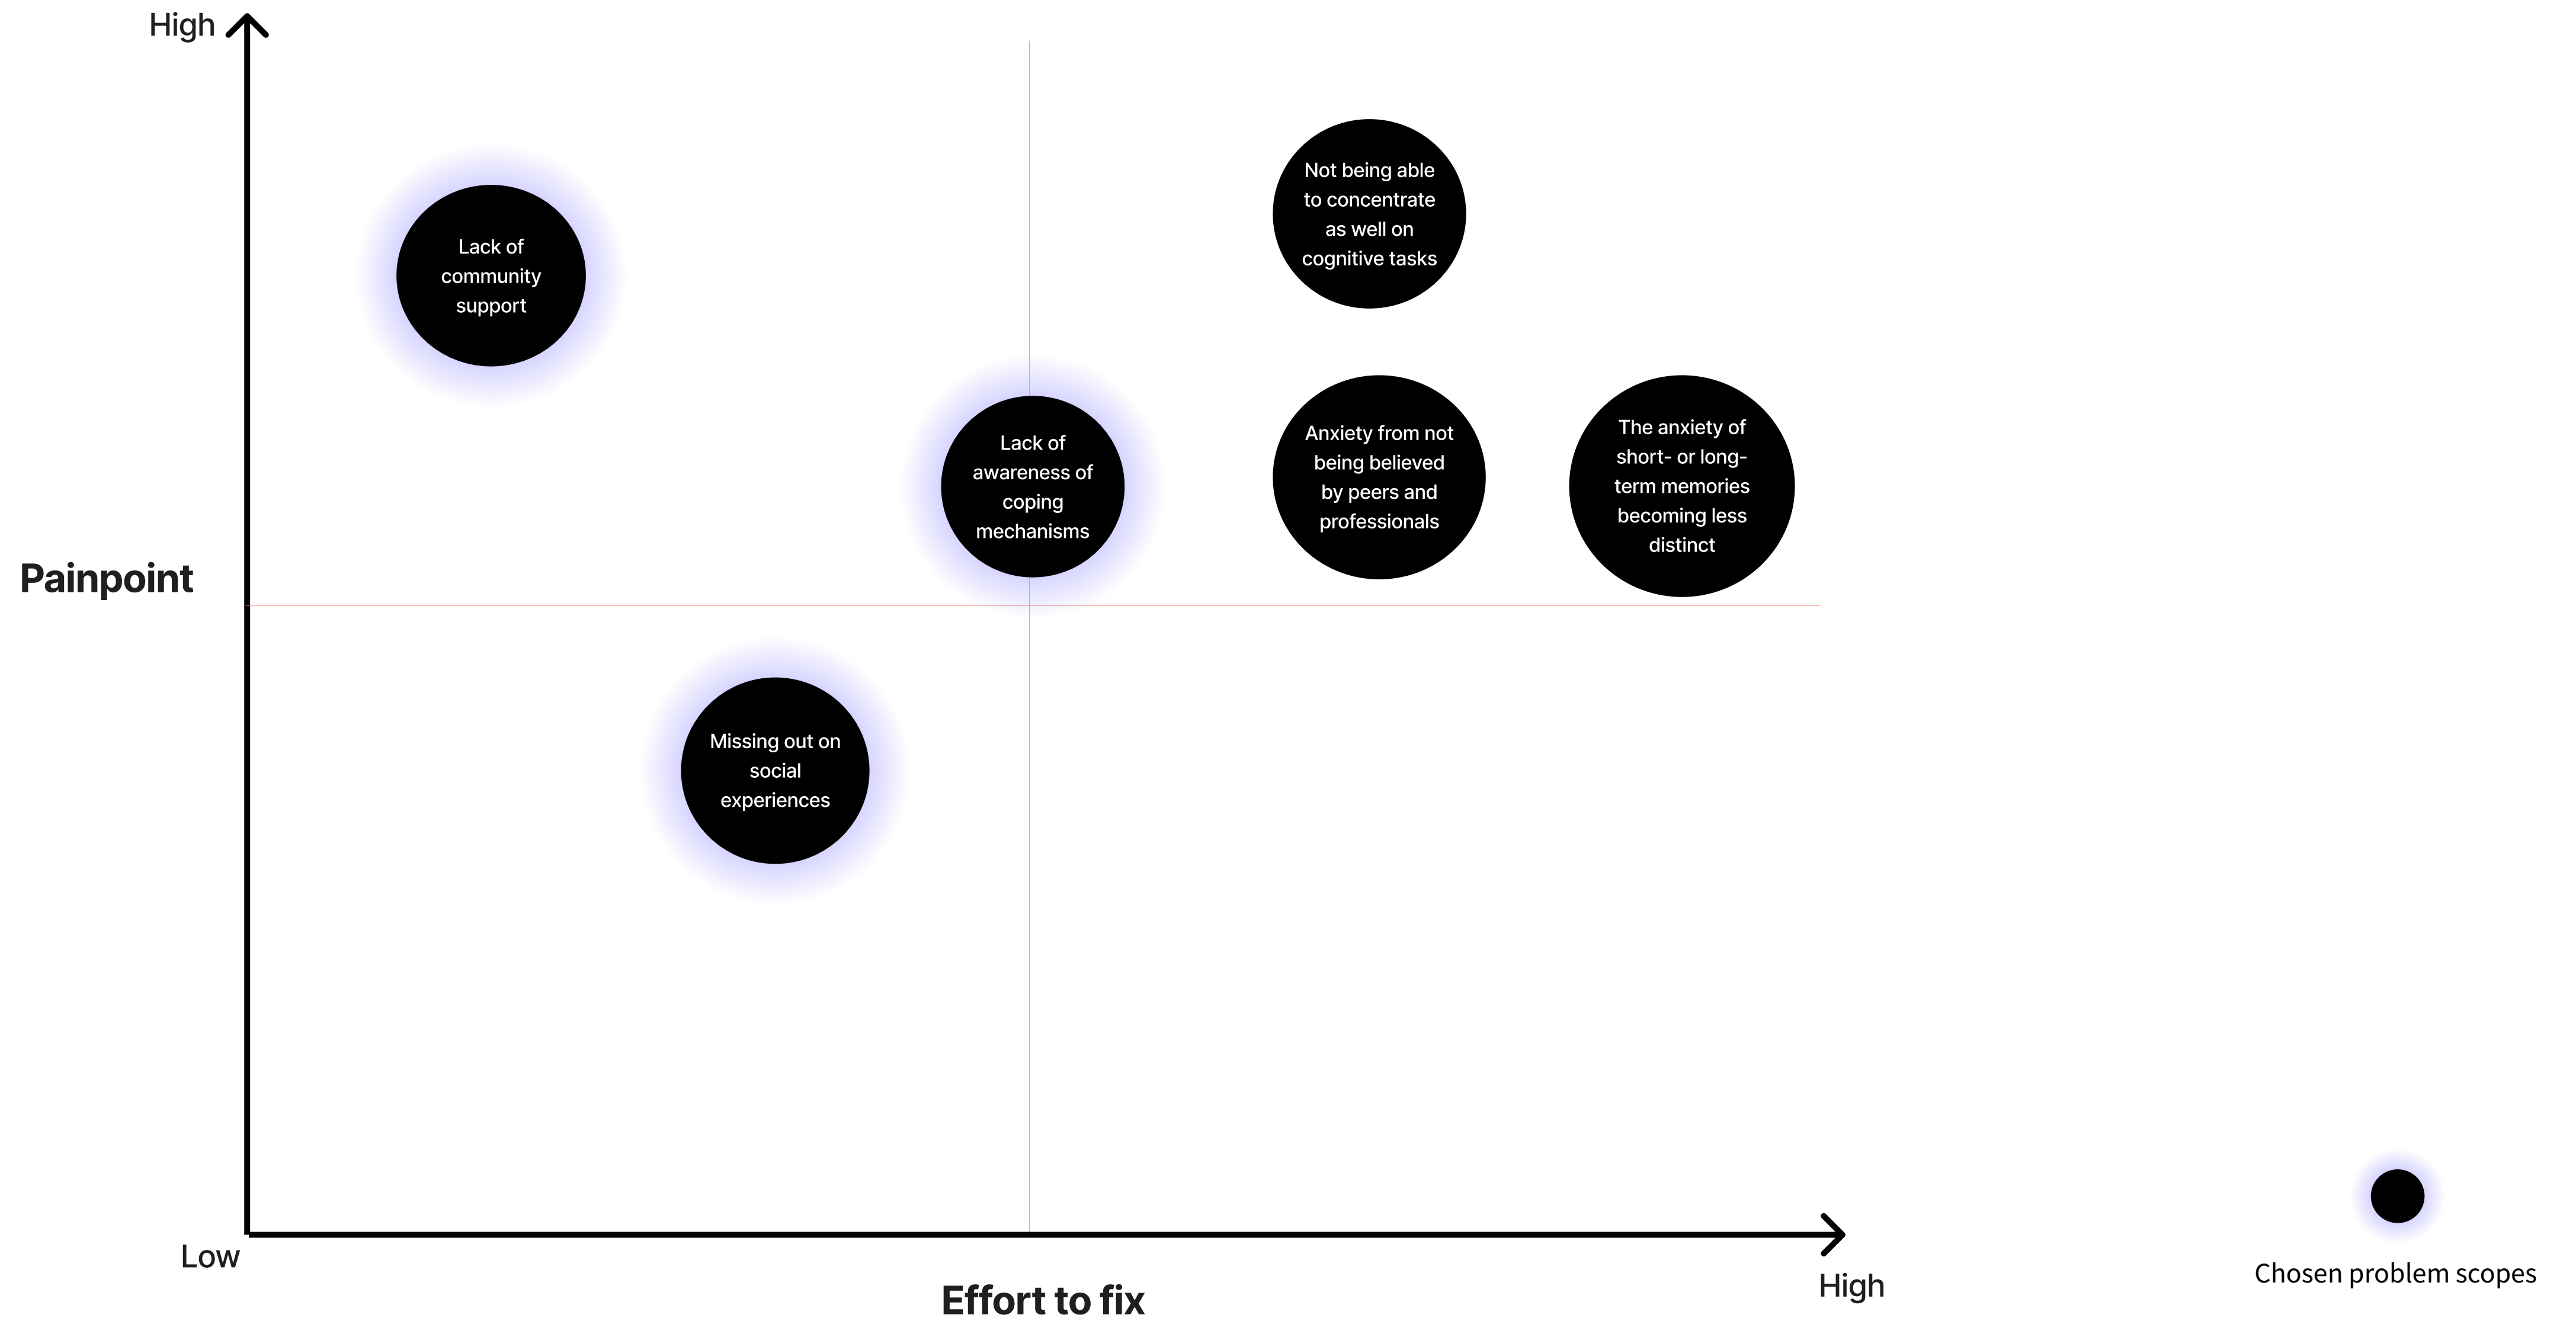 High
Not being able
to concentrate
as well on
cognitive tasks
Lack of
community
support
Lack of
awareness of
coping
mechanisms
Anxiety from not
being believed
by peers and
professionals
The anxiety of
short- or long-
term memories
becoming less
distinct
Painpoint
Missing out on
social
experiences
Low
Effort to fix
High
Chosen problem scopes